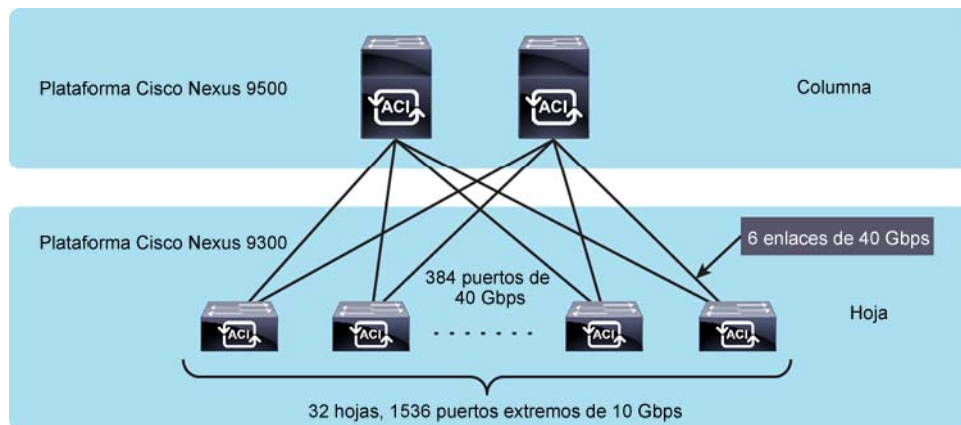 Plataforma Cisco Nexus 9500
Columna
ACI
ACI
Plataforma Cisco Nexus 9300
6 enlaces de 40 Gbps
384 puertos de
40 Gbps
Hoja
ACI
ACI
ACI
ACI
32 hojas, 1536 puertos extremos de 10 Gbps